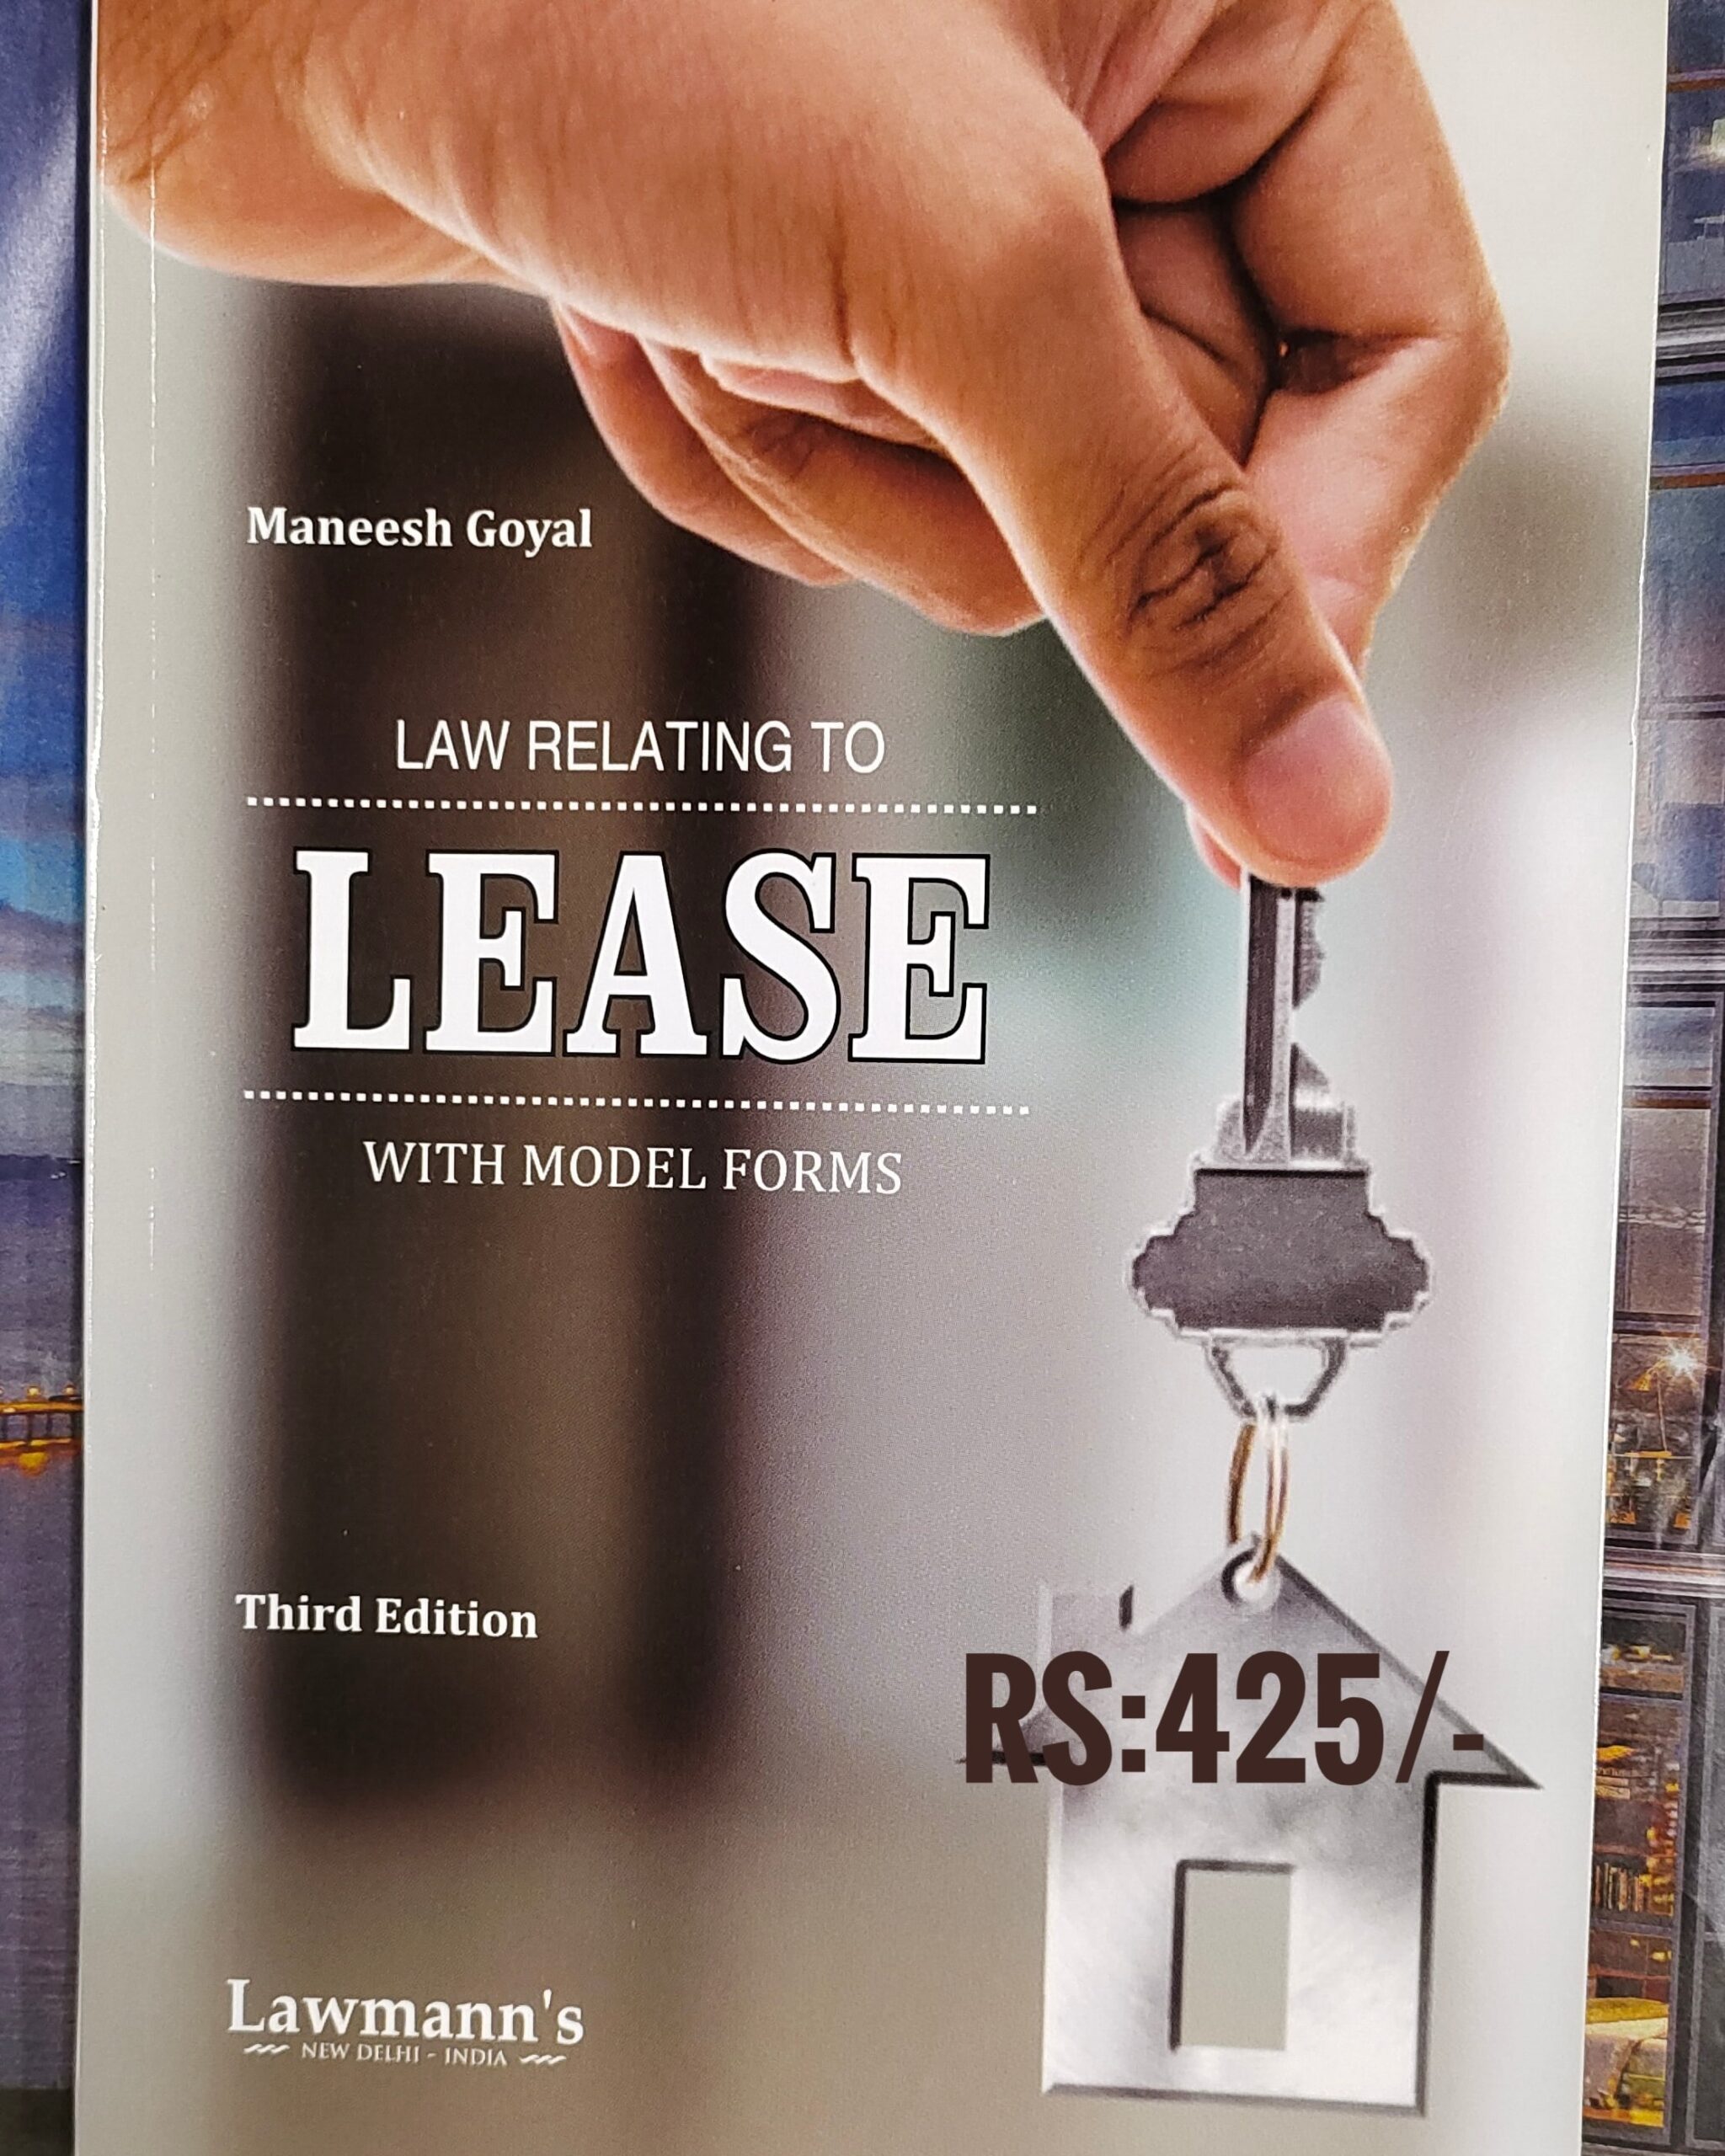 Maneesh Goyal
LAW RELATING TO
LEASE
WITH MODEL FORMS
Third Edition
RS:425/-
Lawmann's
NEW DELHI - INDIA